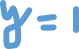 y = 1